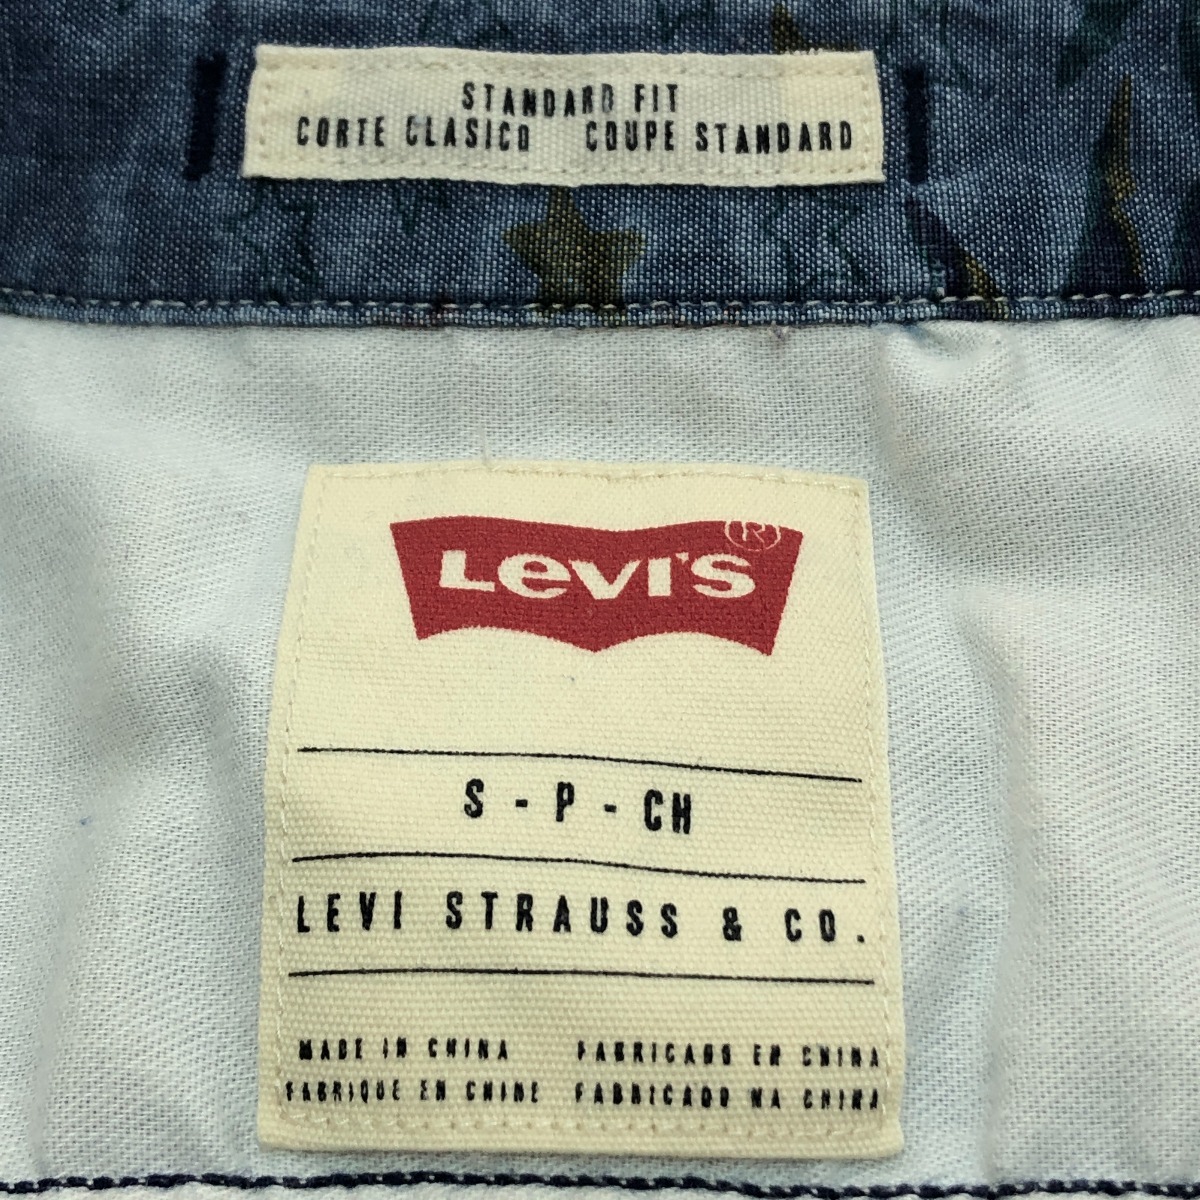 STANDARD FIT
CORTE CLASICO COUPE STANDARD
LEVI'S®
S - P - CH
LEVI STRAUSS & CO.
MADE IN CHINA FABRICADO EN CHINA
FABRIQUÉ EN CHINE FABRICADO NA CHINA